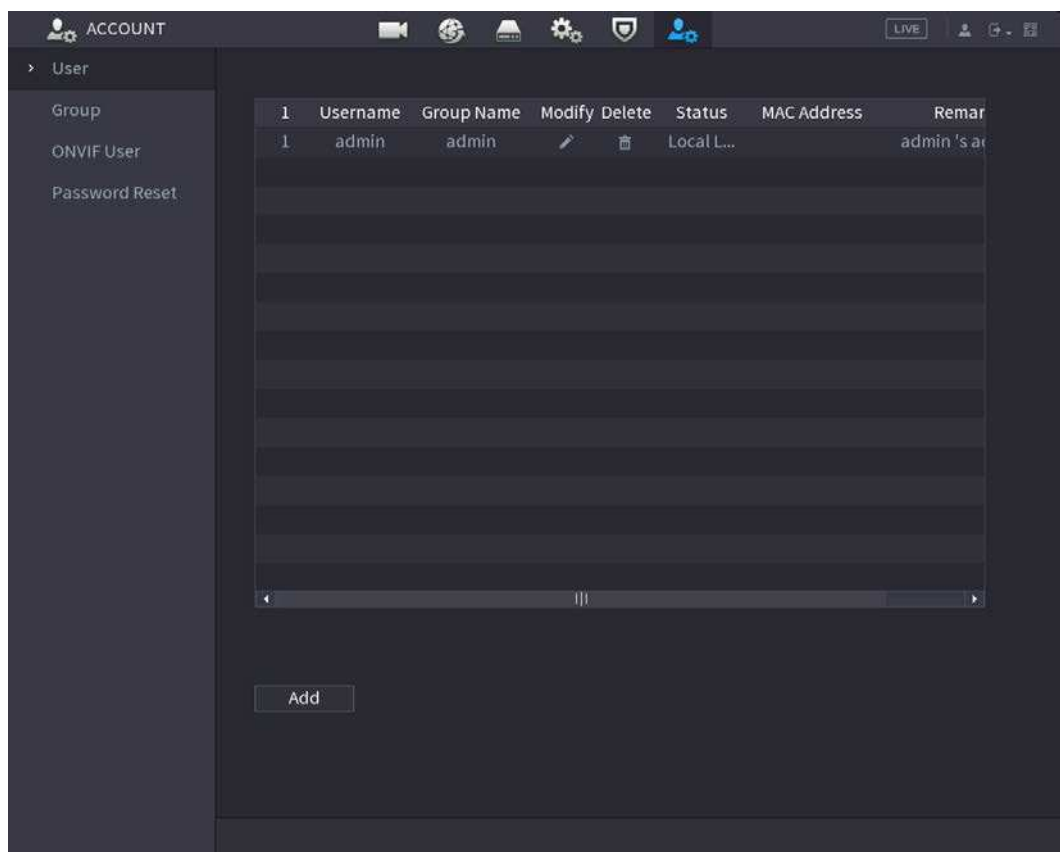 ACCOUNT LIVE
User
Group
ONVIF User
Password Reset
1 Username Group Name Modify Delete Status MAC Address Remar
1 admin admin Local L... admin 's a
Add